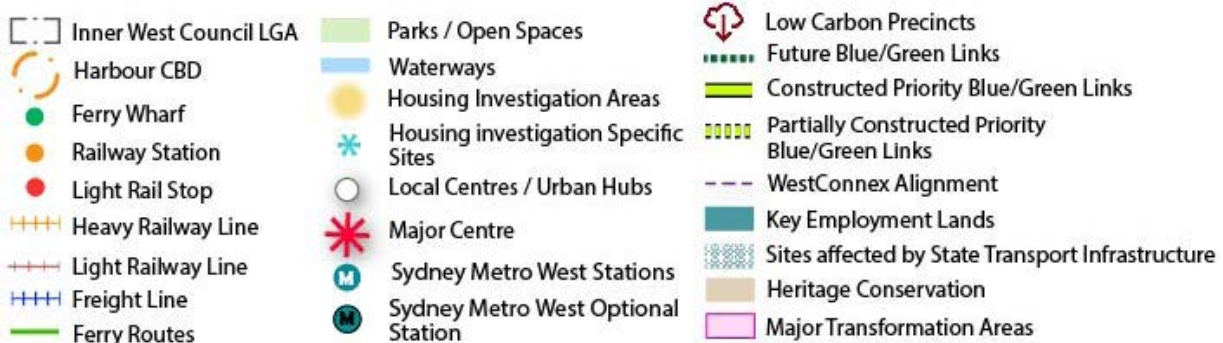 Inner West Council LGA
Harbour CBD
Ferry Wharf
Railway Station
Light Rail Stop
Heavy Railway Line
Light Railway Line
Freight Line
Ferry Routes
Parks / Open Spaces
Waterways
Housing Investigation Areas
Housing investigation Specific
Sites
Local Centres / Urban Hubs
Major Centre
M
Sydney Metro West Stations
M
Sydney Metro West Optional
Station
Low Carbon Precincts
Future Blue/Green Links
Constructed Priority Blue/Green Links
Partially Constructed Priority
Blue/Green Links
WestConnex Alignment
Key Employment Lands
Sites affected by State Transport Infrastructure
Heritage Conservation
Major Transformation Areas